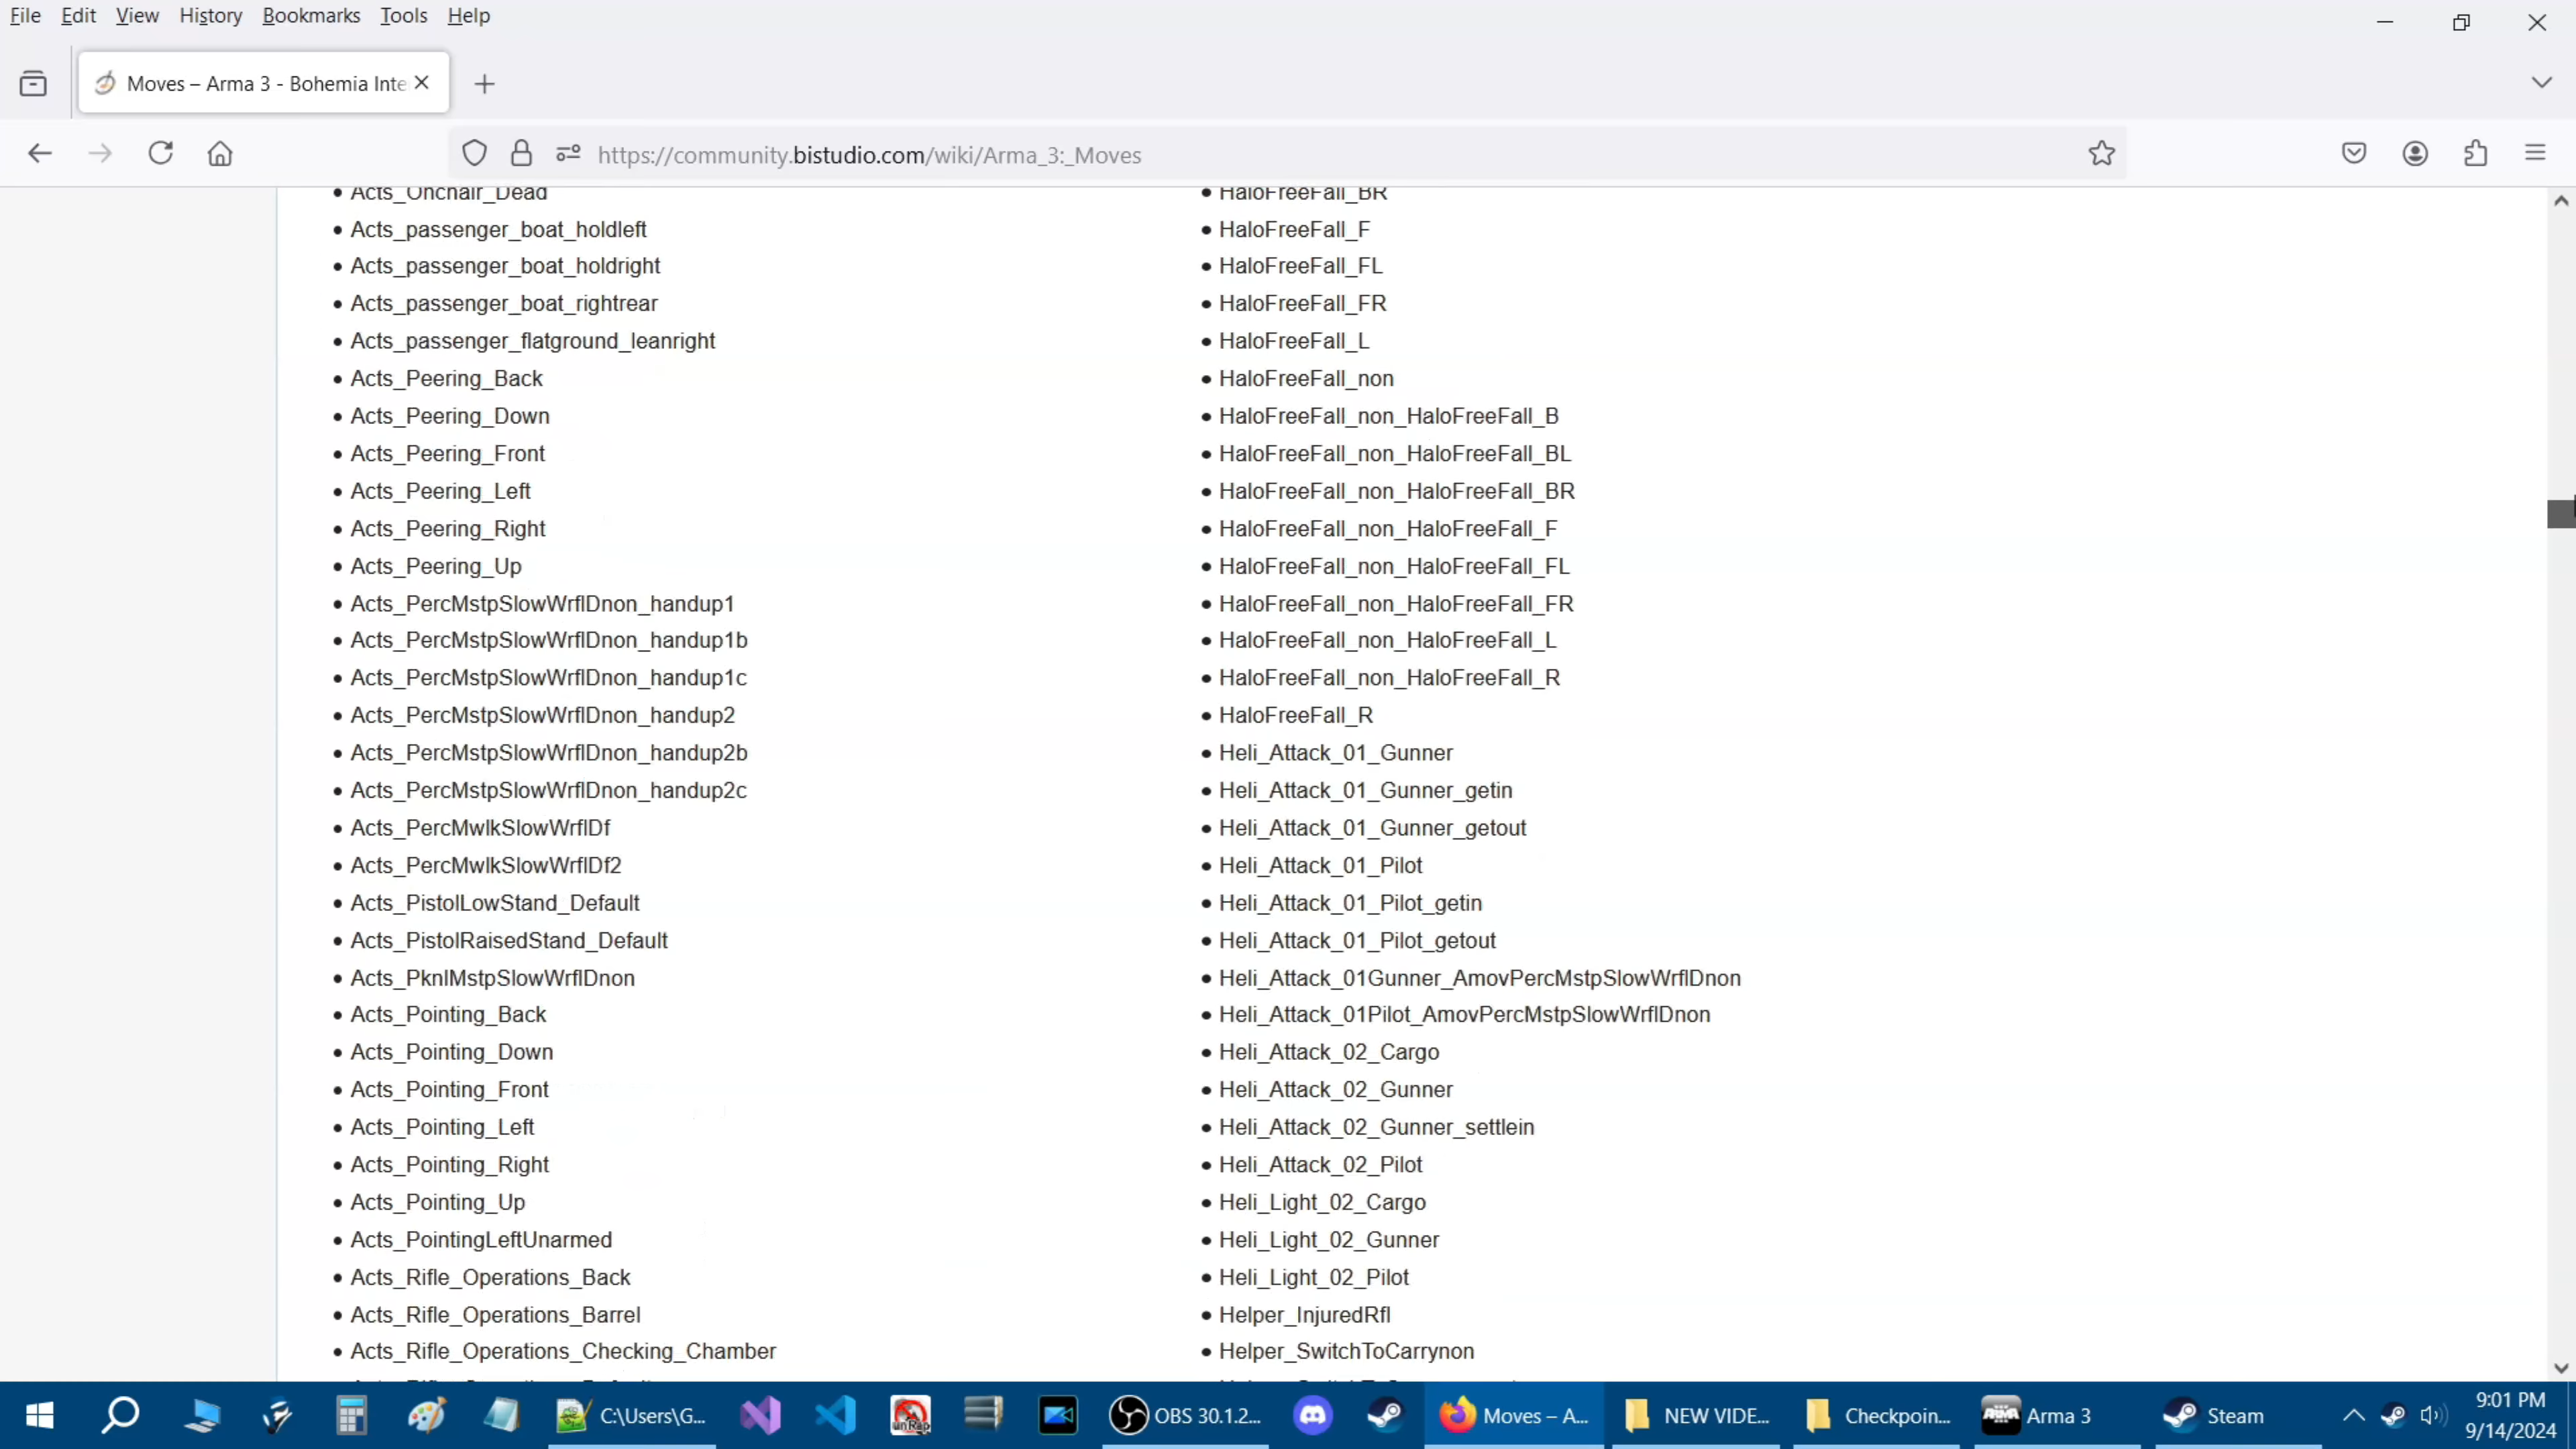 File Edit View History Bookmarks Tools Help
Moves – Arma 3 - Bohemia Inte
https://community.bistudio.com/wiki/Arma_3:_Moves
Acts_Onchair_Dead
Acts_passenger_boat_holdleft
Acts_passenger_boat_holdright
Acts_passenger_boat_rightrear
Acts_passenger_flatground_leanright
Acts_Peering_Back
Acts_Peering_Down
Acts_Peering_Front
Acts_Peering_Left
Acts_Peering_Right
Acts_Peering_Up
Acts_PercMstpSlowWrflDnon_handup1
Acts_PercMstpSlowWrflDnon_handup1b
Acts_PercMstpSlowWrflDnon_handup1c
Acts_PercMstpSlowWrflDnon_handup2
Acts_PercMstpSlowWrflDnon_handup2b
Acts_PercMstpSlowWrflDnon_handup2c
Acts_PercMwlkSlowWrflDf
Acts_PercMwlkSlowWrflDf2
Acts_PistolLowStand_Default
Acts_PistolRaisedStand_Default
Acts_PknlMstpSlowWrflDnon
Acts_Pointing_Back
Acts_Pointing_Down
Acts_Pointing_Front
Acts_Pointing_Left
Acts_Pointing_Right
Acts_Pointing_Up
Acts_PointingLeftUnarmed
Acts_Rifle_Operations_Back
Acts_Rifle_Operations_Barrel
Acts_Rifle_Operations_Checking_Chamber
HaloFreeFall_BR
HaloFreeFall_F
HaloFreeFall_FL
HaloFreeFall_FR
HaloFreeFall_L
HaloFreeFall_non
HaloFreeFall_non_HaloFreeFall_B
HaloFreeFall_non_HaloFreeFall_BL
HaloFreeFall_non_HaloFreeFall_BR
HaloFreeFall_non_HaloFreeFall_F
HaloFreeFall_non_HaloFreeFall_FL
HaloFreeFall_non_HaloFreeFall_FR
HaloFreeFall_non_HaloFreeFall_L
HaloFreeFall_non_HaloFreeFall_R
HaloFreeFall_R
Heli_Attack_01_Gunner
Heli_Attack_01_Gunner_getin
Heli_Attack_01_Gunner_getout
Heli_Attack_01_Pilot
Heli_Attack_01_Pilot_getin
Heli_Attack_01_Pilot_getout
Heli_Attack_01Gunner_AmovPercMstpSlowWrflDnon
Heli_Attack_01Pilot_AmovPercMstpSlowWrflDnon
Heli_Attack_02_Cargo
Heli_Attack_02_Gunner
Heli_Attack_02_Gunner_settlein
Heli_Attack_02_Pilot
Heli_Light_02_Cargo
Heli_Light_02_Gunner
Heli_Light_02_Pilot
Helper_InjuredRfl
Helper_SwitchToCarrynon
C:\Users\G... OBS 30.1.2... Moves – A... NEW VIDE... Checkpoin... Arma 3 Steam
9:01 PM
9/14/2024